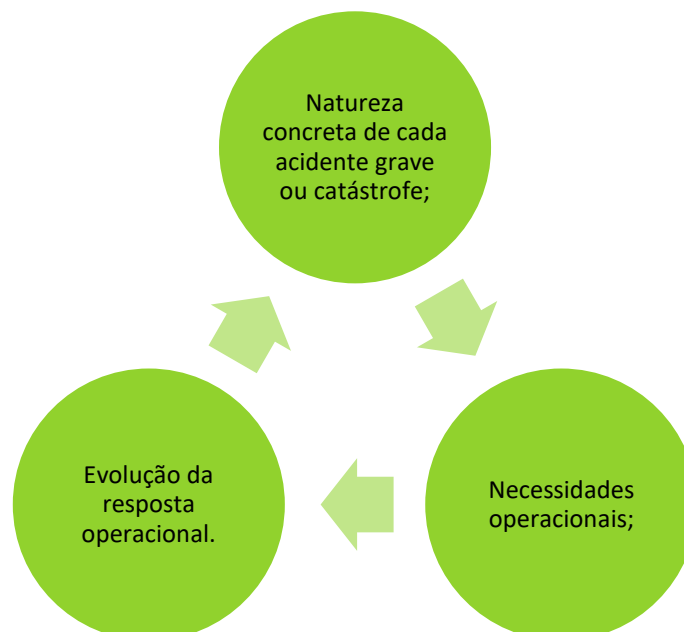 Natureza
concreta de cada
acidente grave
ou catástrofe;
Necessidades
operacionais;
Evolução da
resposta
operacional.